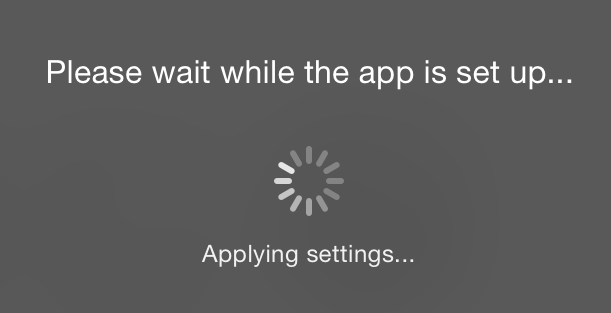 Please wait while the app is set up...
Applying settings...